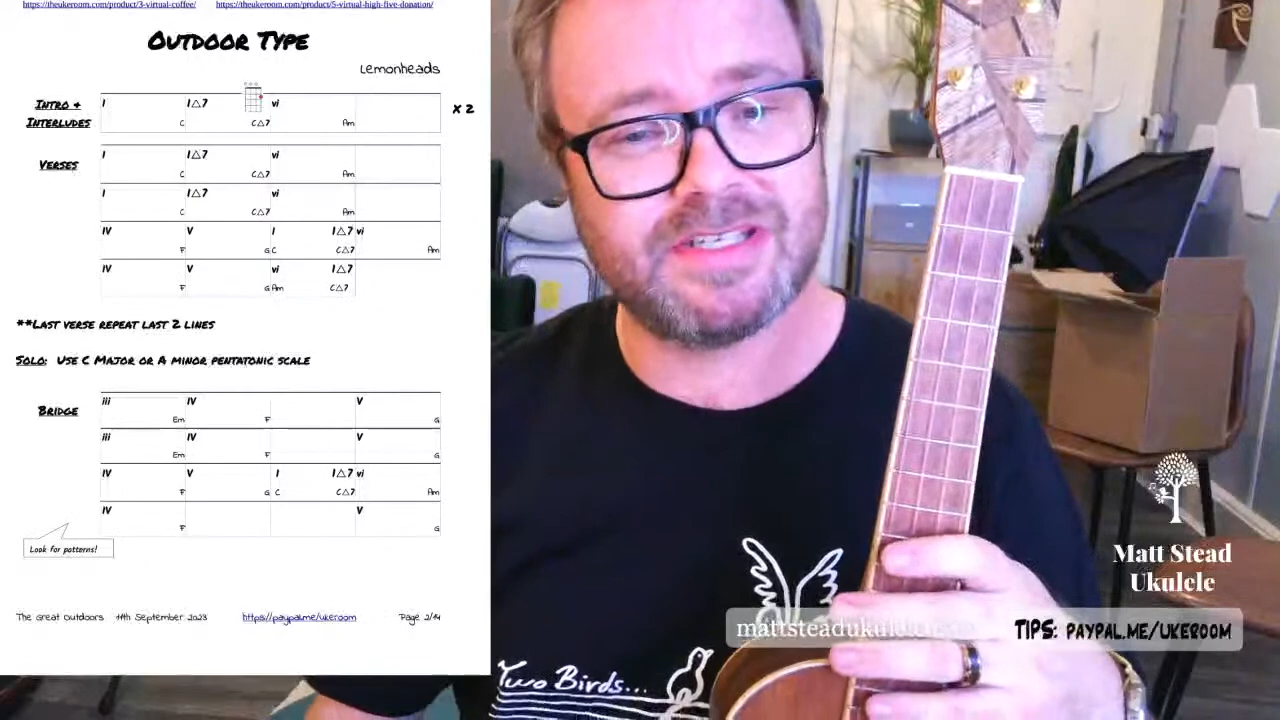 https://theukeroom.com/product/3-virtual-coffee/ https://theukeroom.com/product/5-virtual-high-five-donation/
Outdoor Type
Lemonheads
Intro + Interludes
I I△7 vi
C C△7 Am
x 2
Verses
I I△7 vi
C C△7 Am
I I△7 vi
C C△7 Am
IV V I I△7 vi
F G C C△7 Am
IV V vi I△7
F G Am C△7
**Last verse repeat last 2 lines
Solo: Use C Major or A minor pentatonic scale
Bridge
iii IV V
Em F G
iii IV V
Em F G
IV V I I△7 vi
F G C C△7 Am
IV V
F G
Look for patterns!
The Great Outdoors 14th September 2023 https://paypal.me/ukeroom Page 2/14
Matt Stead
Ukulele
TIPS: PAYPAL.ME/UKEROOM
Two Birds...